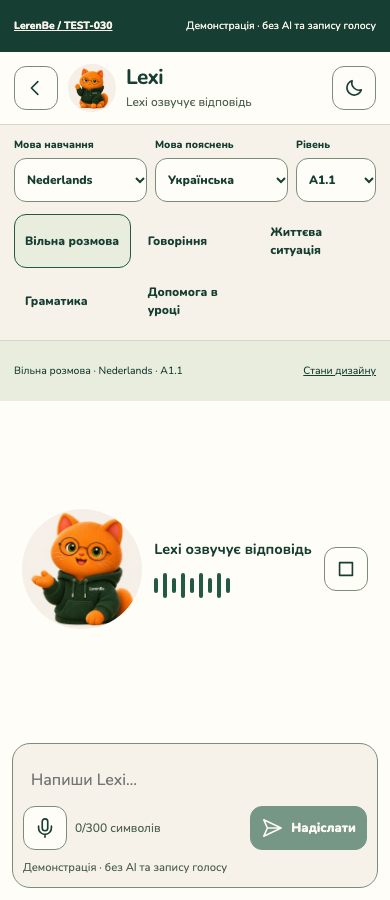 LerenBe / TEST-030
Демонстрація · без AI та запису голосу
Lexi
Lexi озвучує відповідь
Мова навчання
Мова пояснень
Рівень
Nederlands
Українська
A1.1
Вільна розмова
Говоріння
Життєва
ситуація
Граматика
Допомога в
уроці
Вільна розмова · Nederlands · A1.1
Стани дизайну
Lexi озвучує відповідь
LerenBe
Напиши Lexi...
0/300 символів
Надіслати
Демонстрація · без AI та запису голосу